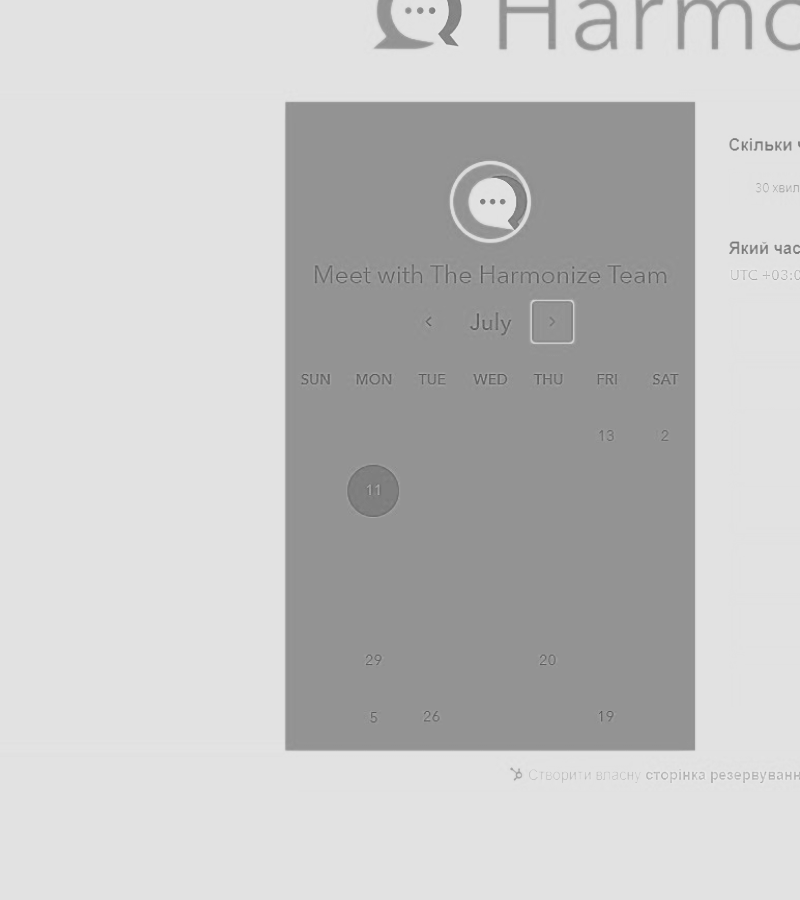 Harmo
Meet with The Harmonize Team
July
SUN MON TUE WED THU FRI SAT
13 2
11
29 20
5 26 19
Скільки ч
30 хвил
Який час
UTC +03:0
Створити власну сторінка резервуванн